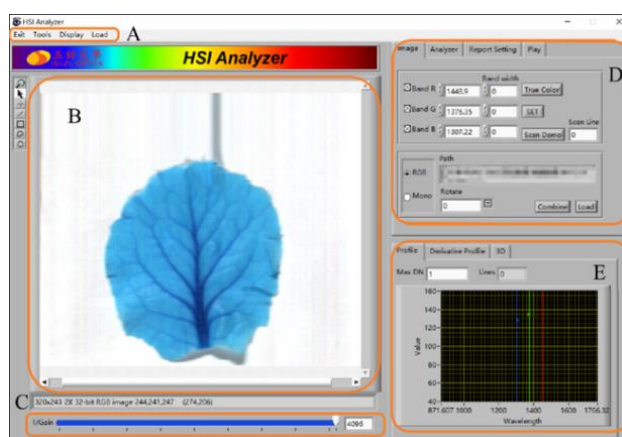 HSI Analyzer
Exit Tools Display Load
A
HSI Analyzer
B
C
320x243 2X 32-bit RGB image 244,241,247 (274,206)
1/Gain 4096
Image Analyzer Report Setting Play
D
Band width
Band R 1448.9 0 True Color
Band G 1376.35 0 SET
Scan Line
Band B 1307.22 0 Scan Demo 0
Path
RGB
Mono
Rotate
0 Combine Load
Profile Derivative Profile 3D
E
Max DN 1 Lines 0
160-
140-
120-
100-
80-
60-
40-
Value
871.607 1000 1200 1400 1600 1766.32
Wavelength